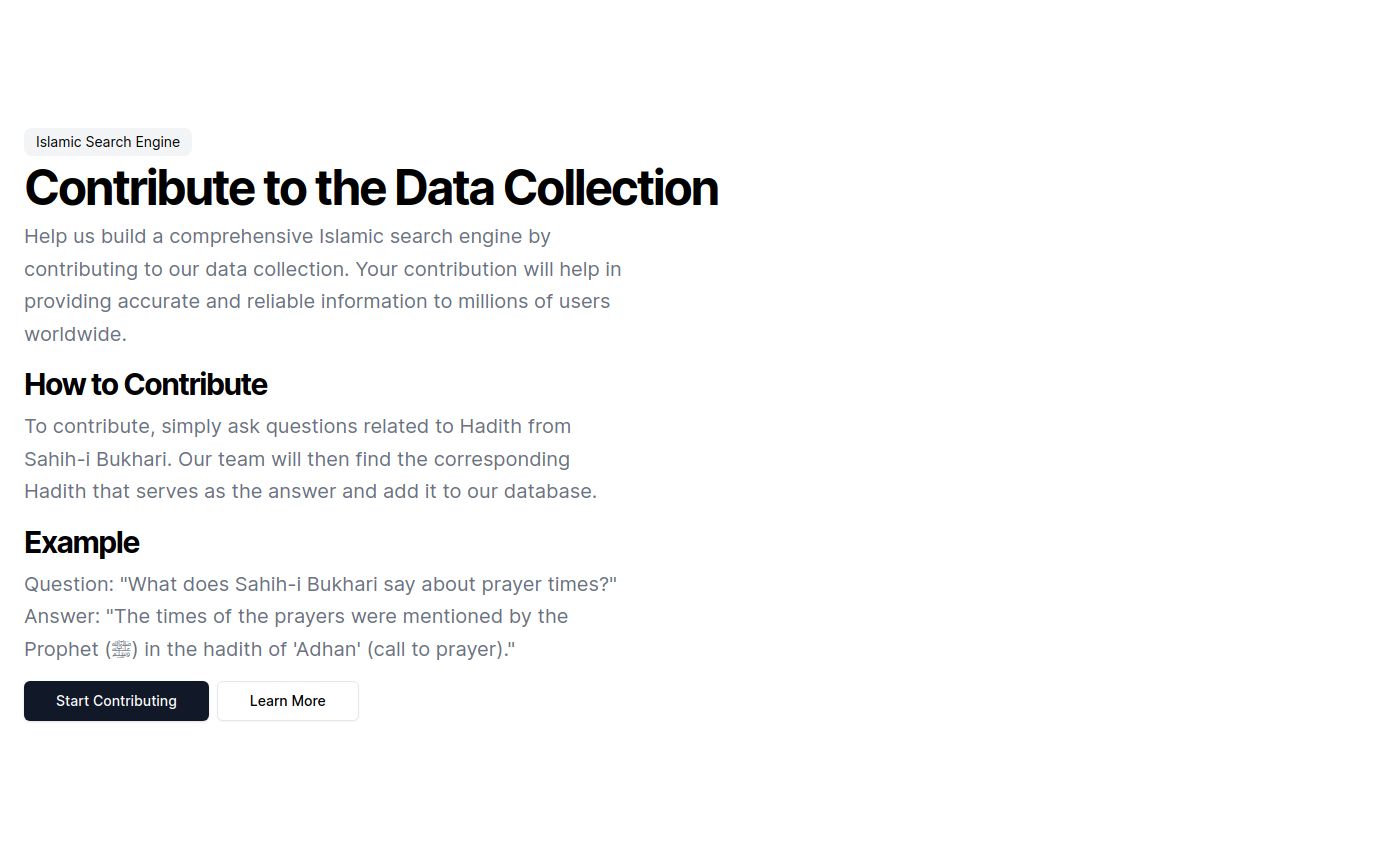 Islamic Search Engine
Contribute to the Data Collection
Help us build a comprehensive Islamic search engine by
contributing to our data collection. Your contribution will help in
providing accurate and reliable information to millions of users
worldwide.
How to Contribute
To contribute, simply ask questions related to Hadith from
Sahih-i Bukhari. Our team will then find the corresponding
Hadith that serves as the answer and add it to our database.
Example
Question: "What does Sahih-i Bukhari say about prayer times?"
Answer: "The times of the prayers were mentioned by the
Prophet (ﷺ) in the hadith of 'Adhan' (call to prayer)."
Start Contributing
Learn More